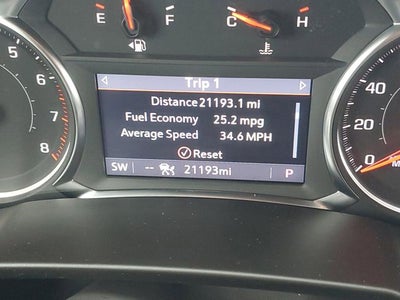 E F C H
Trip 1
Distance 21193.1 mi
Fuel Economy 25.2 mpg
Average Speed 34.6 MPH
Reset
SW -- 21193mi P
6
7
8
40
20
0